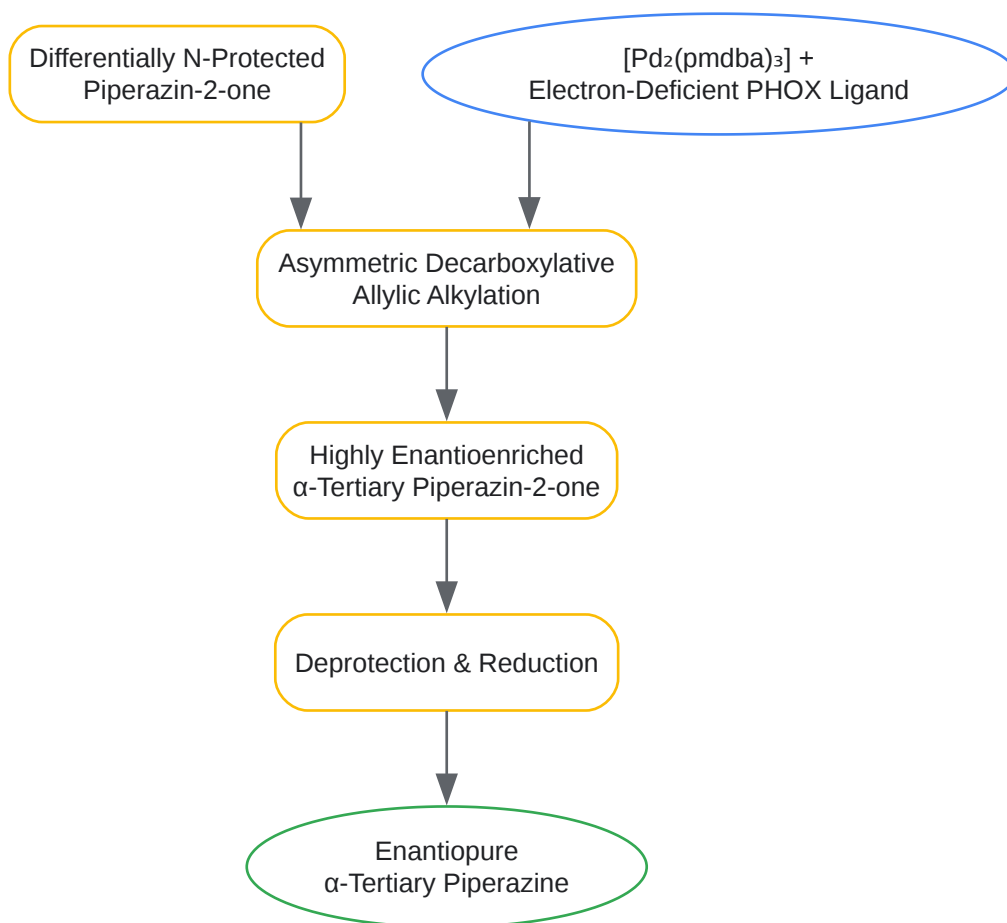 Differentially N-Protected
Piperazin-2-one
[Pd₂(pmdba)₃] +
Electron-Deficient PHOX Ligand
Asymmetric Decarboxylative
Allylic Alkylation
Highly Enantioenriched
α-Tertiary Piperazin-2-one
Deprotection & Reduction
Enantiopure
α-Tertiary Piperazine